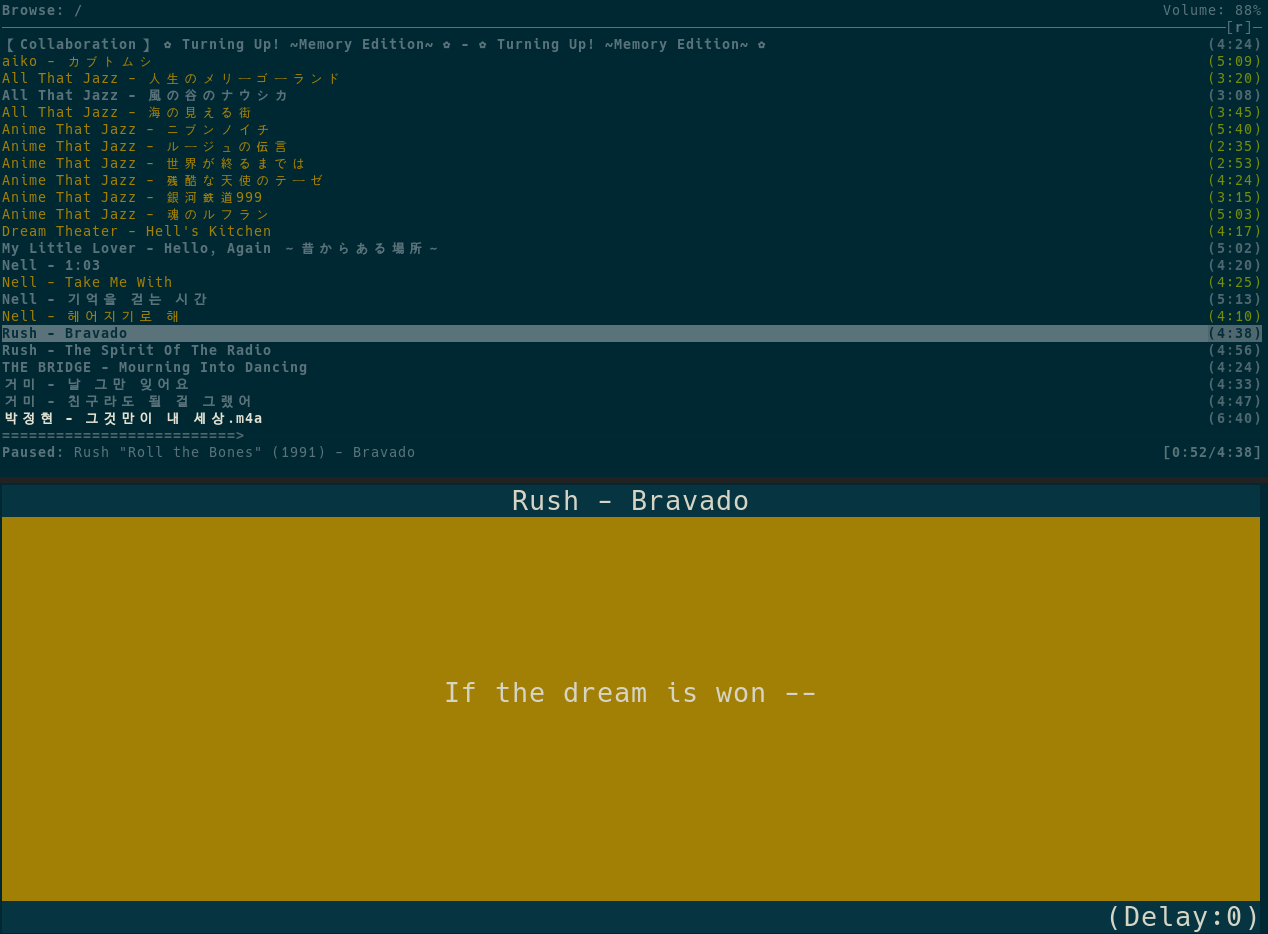 Browse: / Volume: 88%
[r]
【Collaboration】 ✿ Turning Up! ~Memory Edition~ ✿ - ✿ Turning Up! ~Memory Edition~ ✿ (4:24)
aiko - カブトムシ (5:09)
All That Jazz - 人生のメリーゴーランド (3:20)
All That Jazz - 風の谷のナウシカ (3:08)
All That Jazz - 海の見える街 (3:45)
Anime That Jazz - ニブンノイチ (5:40)
Anime That Jazz - ルージュの伝言 (2:35)
Anime That Jazz - 世界が終るまでは (2:53)
Anime That Jazz - 残酷な天使のテーゼ (4:24)
Anime That Jazz - 銀河鉄道999 (3:15)
Anime That Jazz - 魂のルフラン (5:03)
Dream Theater - Hell's Kitchen (4:17)
My Little Lover - Hello, Again ~昔からある場所~ (5:02)
Nell - 1:03 (4:20)
Nell - Take Me With (4:25)
Nell - 기억을 걷는 시간 (5:13)
Nell - 헤어지기로 해 (4:10)
Rush - Bravado (4:38)
Rush - The Spirit Of The Radio (4:56)
THE BRIDGE - Mourning Into Dancing (4:24)
거미 - 날 그만 잊어요 (4:33)
거미 - 친구라도 될 걸 그랬어 (4:47)
박정현 - 그것만이 내 세상.m4a (6:40)
==========================>
Paused: Rush "Roll the Bones" (1991) - Bravado [0:52/4:38]
Rush - Bravado
If the dream is won --
(Delay:0)